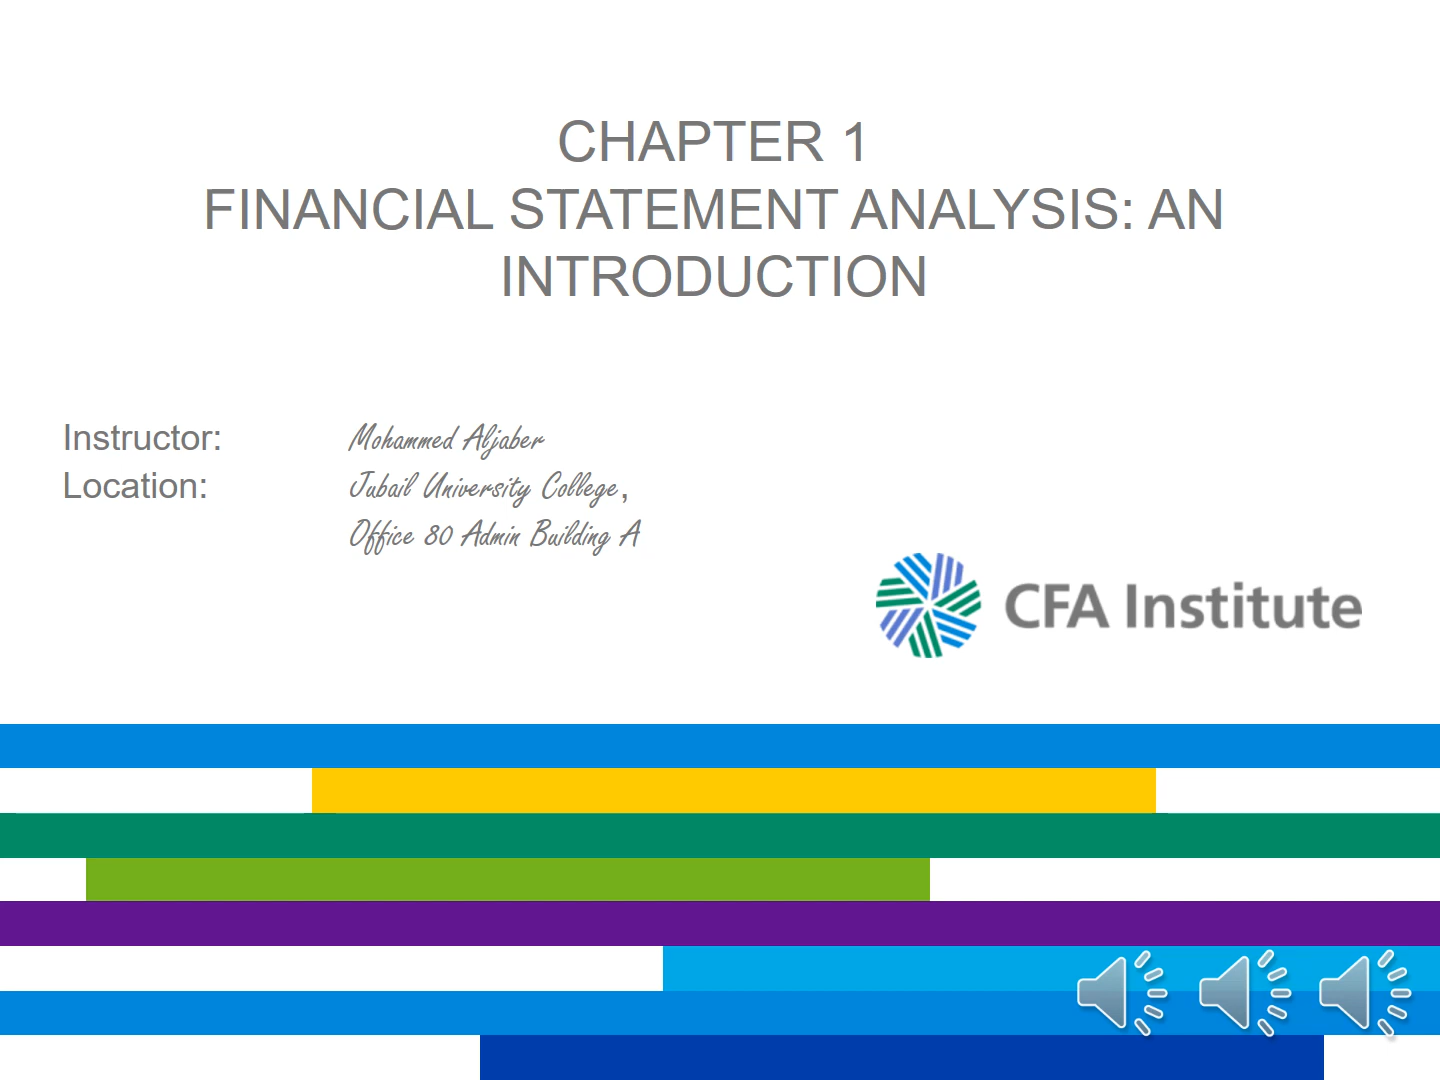 CHAPTER 1
FINANCIAL STATEMENT ANALYSIS: AN
INTRODUCTION
Instructor: Mohammed Aljaber
Location: Jubail University College,
Office 80 Admin Building A
CFA Institute